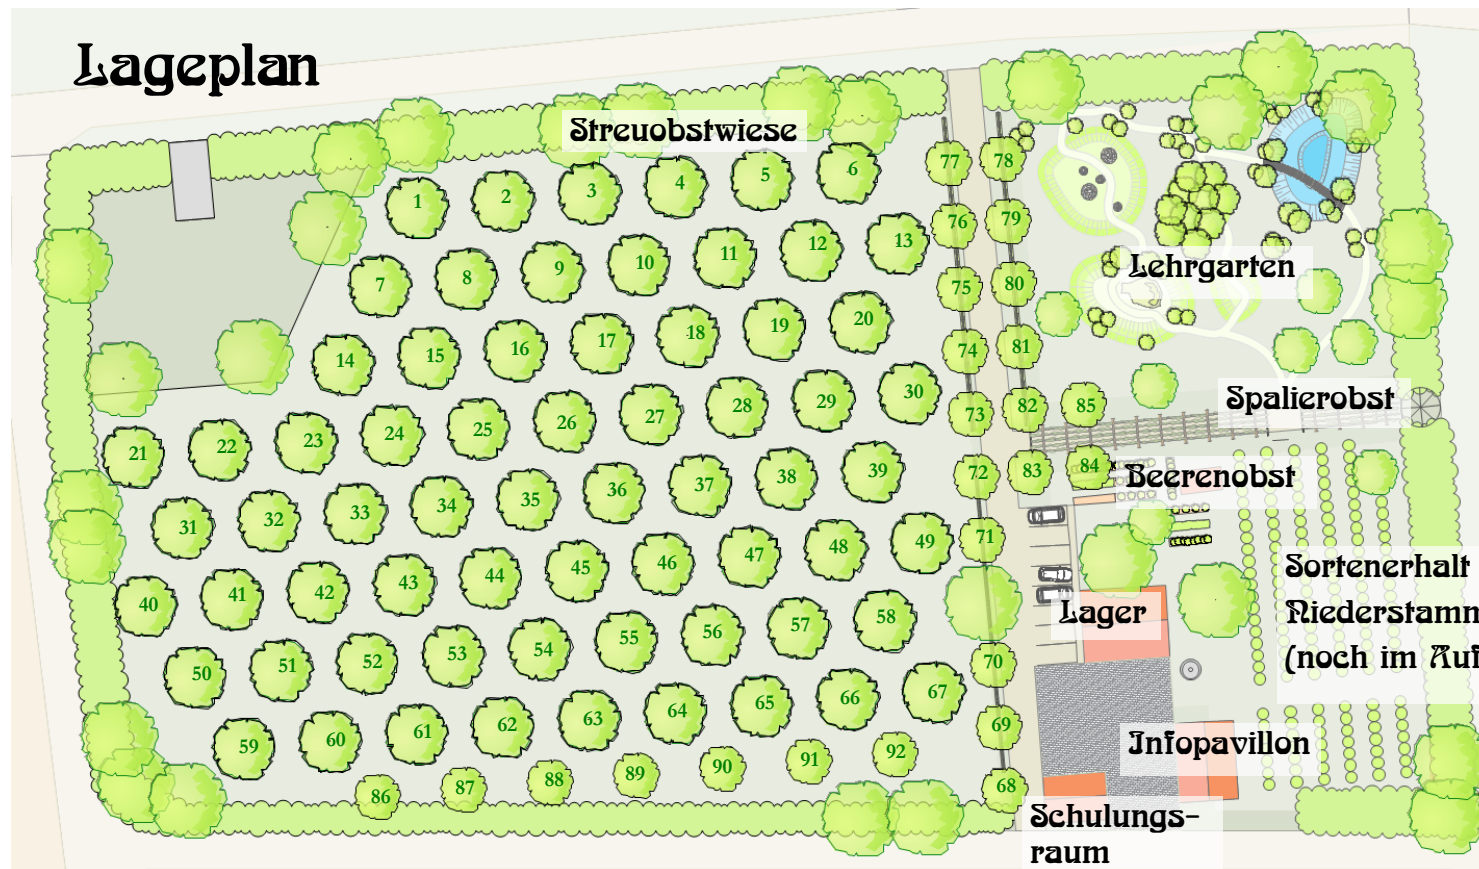 Lageplan
Streuobstwiese
1 2 3 4 5 6
7 8 9 10 11 12 13
14 15 16 17 18 19 20
21 22 23 24 25 26 27 28 29 30
31 32 33 34 35 36 37 38 39
40 41 42 43 44 45 46 47 48 49
50 51 52 53 54 55 56 57 58
59 60 61 62 63 64 65 66 67
86 87 88 89 90 91 92
77 78
76 79
75 80
74 81
73 82 85
72 83 84
71
70
69
68
Lehrgarten
Spalierobst
Beerenobst
Sortenerhalt
Niederstamm
(noch im Auf
Lager
Infopavillon
Schulungs-
raum